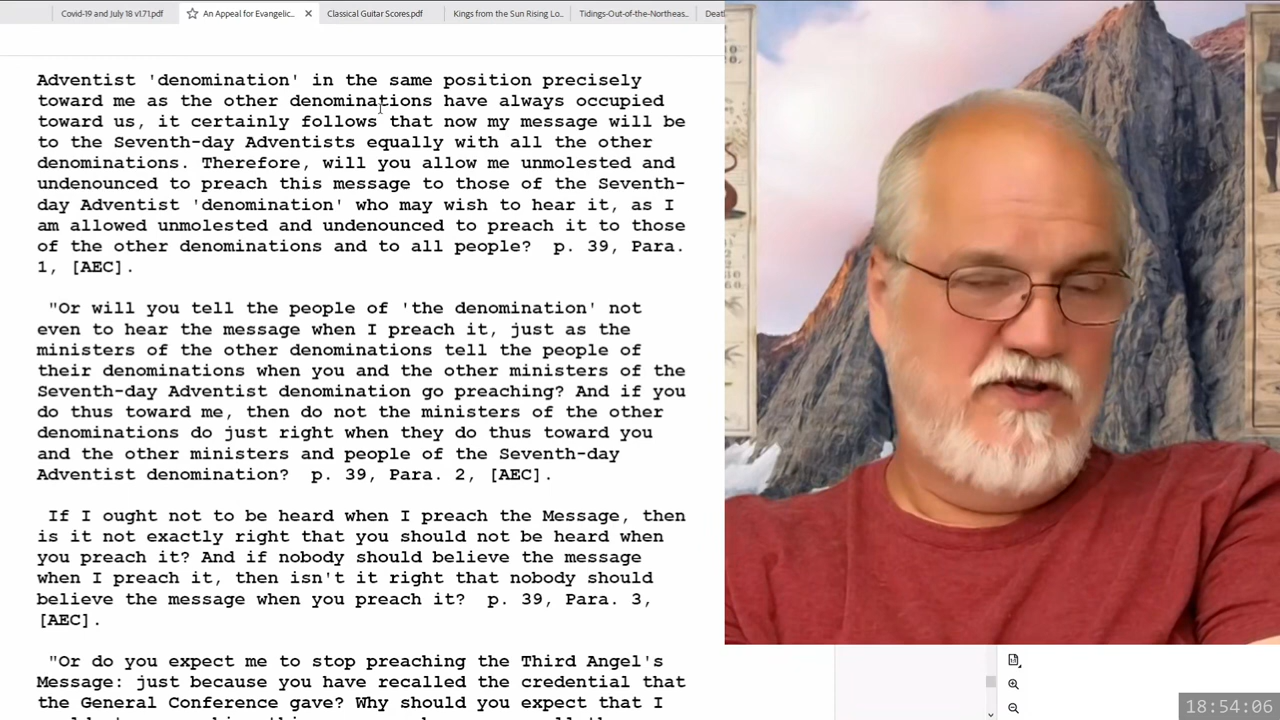 Covid-19 and July 18 v1.71.pdf
An Appeal for Evangelic...
Classical Guitar Scores.pdf
Kings from the Sun Rising Lo...
Tidings-Out-of-the-Northeas...
Adventist 'denomination' in the same position precisely
toward me as the other denominations have always occupied
toward us, it certainly follows that now my message will be
to the Seventh-day Adventists equally with all the other
denominations. Therefore, will you allow me unmolested and
undenounced to preach this message to those of the Seventh-
day Adventist 'denomination' who may wish to hear it, as I
am allowed unmolested and undenounced to preach it to those
of the other denominations and to all people?  p. 39, Para.
1, [AEC].
"Or will you tell the people of 'the denomination' not
even to hear the message when I preach it, just as the
ministers of the other denominations tell the people of
their denominations when you and the other ministers of the
Seventh-day Adventist denomination go preaching? And if you
do thus toward me, then do not the ministers of the other
denominations do just right when they do thus toward you
and the other ministers and people of the Seventh-day
Adventist denomination?  p. 39, Para. 2, [AEC].
If I ought not to be heard when I preach the Message, then
is it not exactly right that you should not be heard when
you preach it? And if nobody should believe the message
when I preach it, then isn't it right that nobody should
believe the message when you preach it?  p. 39, Para. 3,
[AEC].
"Or do you expect me to stop preaching the Third Angel's
Message: just because you have recalled the credential that
the General Conference gave? Why should you expect that I
18:54:06